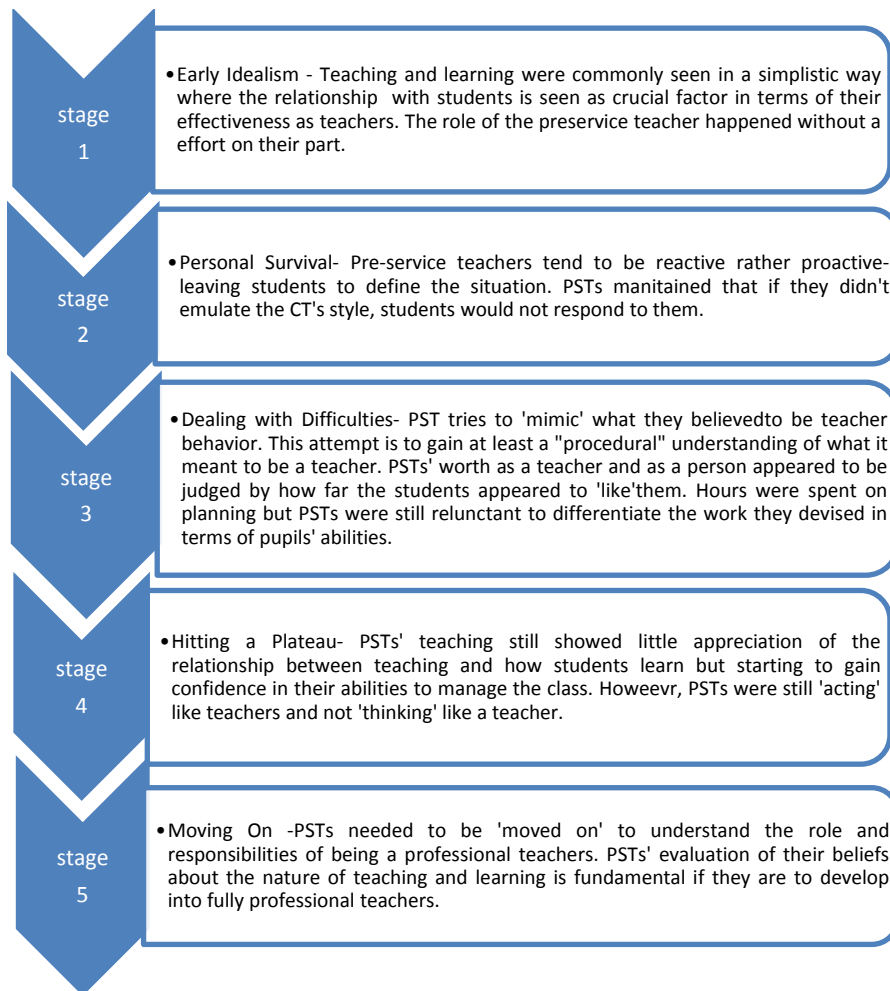 stage
1
•Early Idealism - Teaching and learning were commonly seen in a simplistic way
where the relationship with students is seen as crucial factor in terms of their
effectiveness as teachers. The role of the preservice teacher happened without a
effort on their part.
stage
2
•Personal Survival- Pre-service teachers tend to be reactive rather proactive-
leaving students to define the situation. PSTs manitained that if they didn't
emulate the CT's style, students would not respond to them.
stage
3
•Dealing with Difficulties- PST tries to 'mimic' what they believedto be teacher
behavior. This attempt is to gain at least a "procedural" understanding of what it
meant to be a teacher. PSTs' worth as a teacher and as a person appeared to be
judged by how far the students appeared to 'like'them. Hours were spent on
planning but PSTs were still relunctant to differentiate the work they devised in
terms of pupils' abilities.
stage
4
•Hitting a Plateau- PSTs' teaching still showed little appreciation of the
relationship between teaching and how students learn but starting to gain
confidence in their abilities to manage the class. Howeevr, PSTs were still 'acting'
like teachers and not 'thinking' like a teacher.
stage
5
•Moving On -PSTs needed to be 'moved on' to understand the role and
responsibilities of being a professional teachers. PSTs' evaluation of their beliefs
about the nature of teaching and learning is fundamental if they are to develop
into fully professional teachers.